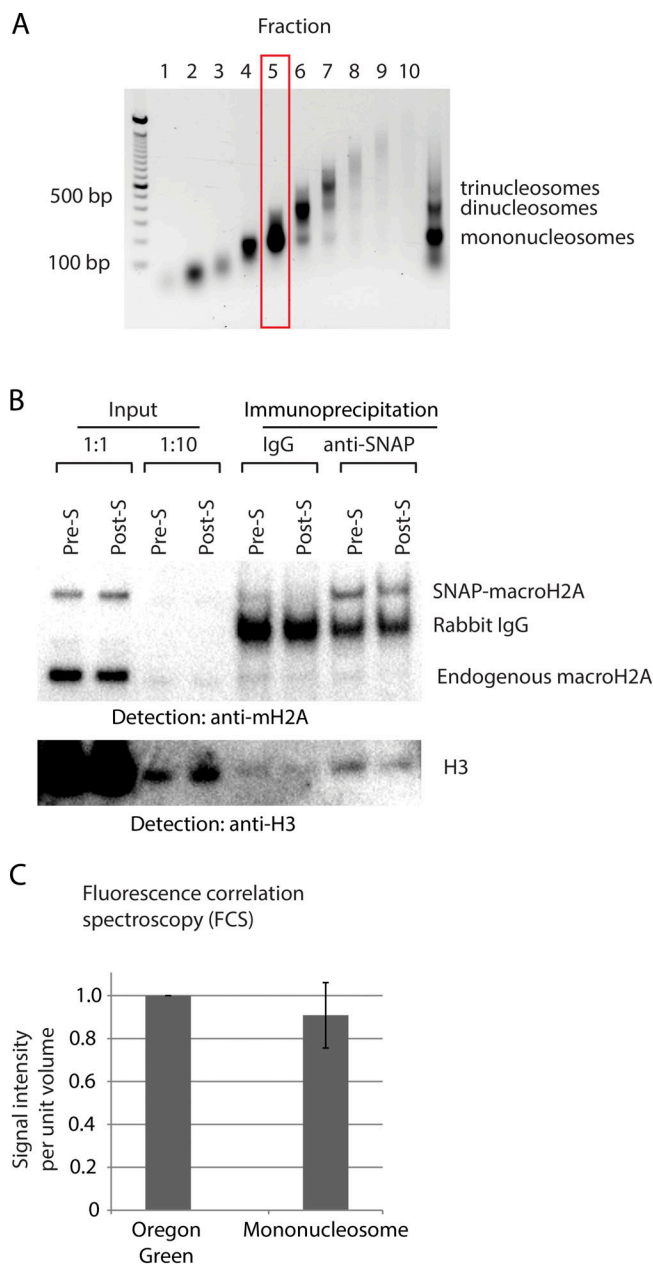 A
Fraction
1 2 3 4 5 6 7 8 9 10
500 bp
100 bp
trinucleosomes
dinucleosomes
mononucleosomes
B
Input
Immunoprecipitation
1:1 1:10 IgG anti-SNAP
Pre-S Post-S Pre-S Post-S Pre-S Post-S Pre-S Post-S
SNAP-macroH2A
Rabbit IgG
Endogenous macroH2A
Detection: anti-mH2A
H3
Detection: anti-H3
C
Fluorescence correlation
spectroscopy (FCS)
Signal intensity
per unit volume
1.0
0.8
0.6
0.4
0.2
0
Oregon
Green
Mononucleosome